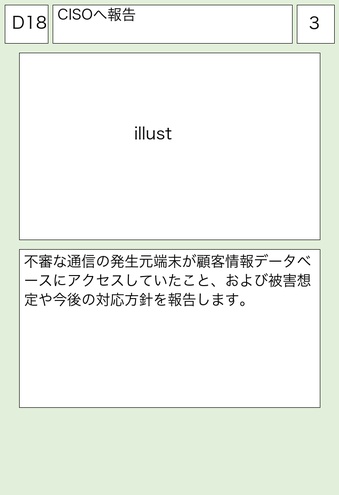 D18
CISOへ報告
3
illust
不審な通信の発生元端末が顧客情報データベ
ースにアクセスしていたこと、および被害想
定や今後の対応方針を報告します。